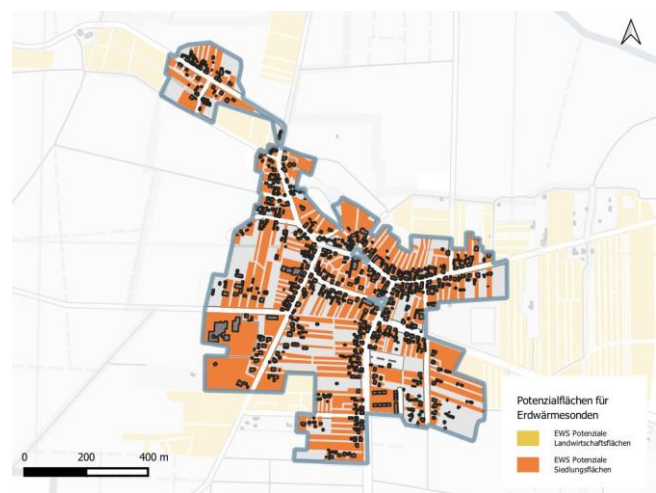 Potenzialflächen für
Erdwärmesonden
EWS Potenziale
Landwirtschaftsflächen
EWS Potenziale
Siedlungsflächen
0 200 400 m